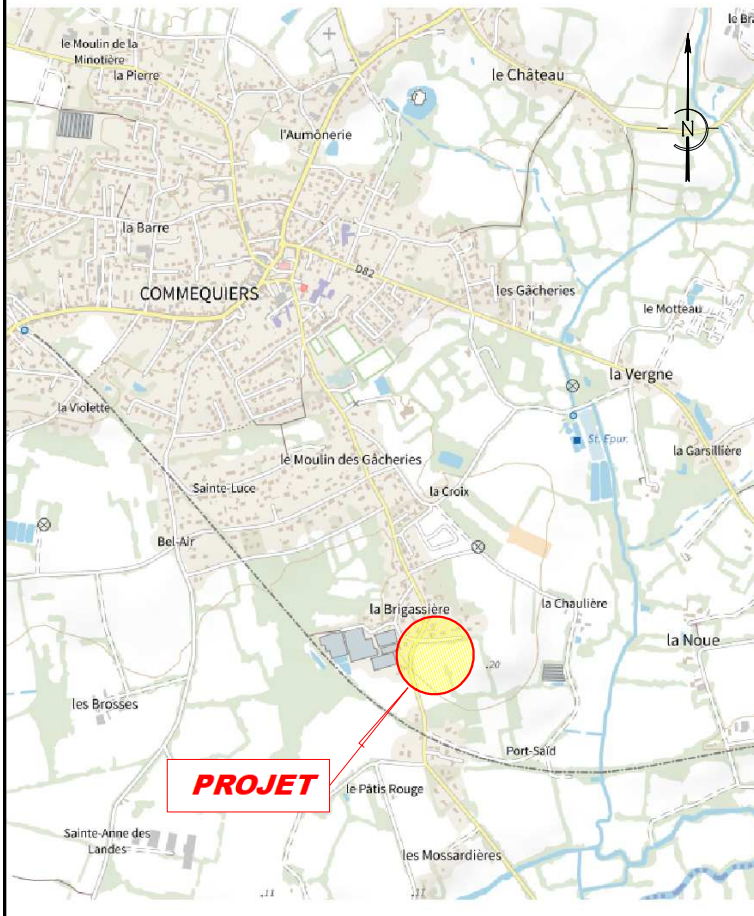 le Moulin de la
Minotière
la Pierre
le Château
N
l'Aumônerie
la Barre
D82
COMMEQUIERS
les Gâcheries
le Motteau
la Vergne
la Violette
St. Epur.
la Garsillière
le Moulin des Gâcheries
Sainte-Luce
la Croix
Bel-Air
la Brigassière
la Chaulière
la Noue
.20
les Brosses
Port-Saïd
PROJET
le Pâtis Rouge
Sainte-Anne des
Landes
les Mossardières